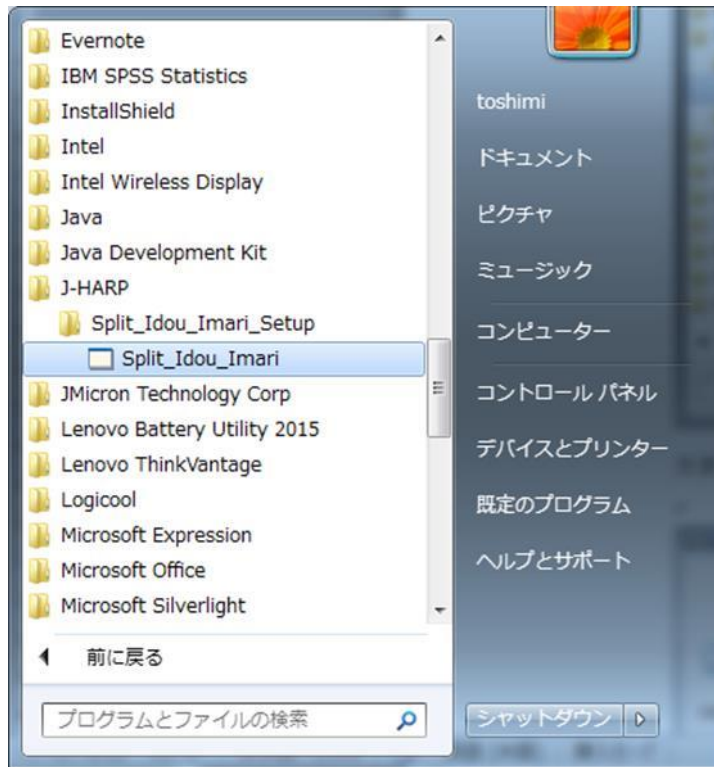 Evernote
IBM SPSS Statistics
InstallShield
Intel
Intel Wireless Display
Java
Java Development Kit
J-HARP
Split_Idou_Imari_Setup
Split_Idou_Imari
JMicron Technology Corp
Lenovo Battery Utility 2015
Lenovo ThinkVantage
Logicool
Microsoft Expression
Microsoft Office
Microsoft Silverlight
前に戻る
プログラムとファイルの検索
toshimi
ドキュメント
ピクチャ
ミュージック
コンピューター
コントロール パネル
デバイスとプリンター
既定のプログラム
ヘルプとサポート
シャットダウン